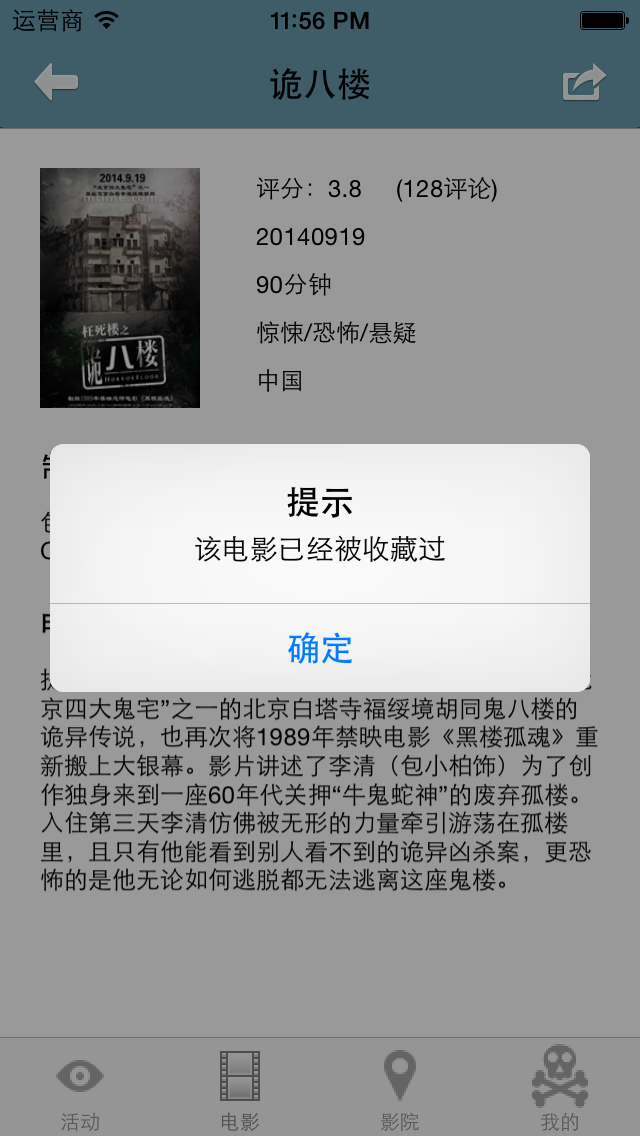 运营商
11:56 PM
诡八楼
2014.9.19
枉死楼之
诡八楼
HORRORFLOOR
评分：3.8 (128评论)
20140919
90分钟
惊悚/恐怖/悬疑
中国
提示
该电影已经被收藏过
确定
京四大鬼宅”之一的北京白塔寺福绥境胡同鬼八楼的
诡异传说，也再次将1989年禁映电影《黑楼孤魂》重
新搬上大银幕。影片讲述了李清（包小柏饰）为了创
作独身来到一座60年代关押“牛鬼蛇神”的废弃孤楼。
入住第三天李清仿佛被无形的力量牵引游荡在孤楼
里，且只有他能看到别人看不到的诡异凶杀案，更恐
怖的是他无论如何逃脱都无法逃离这座鬼楼。
活动
电影
影院
我的